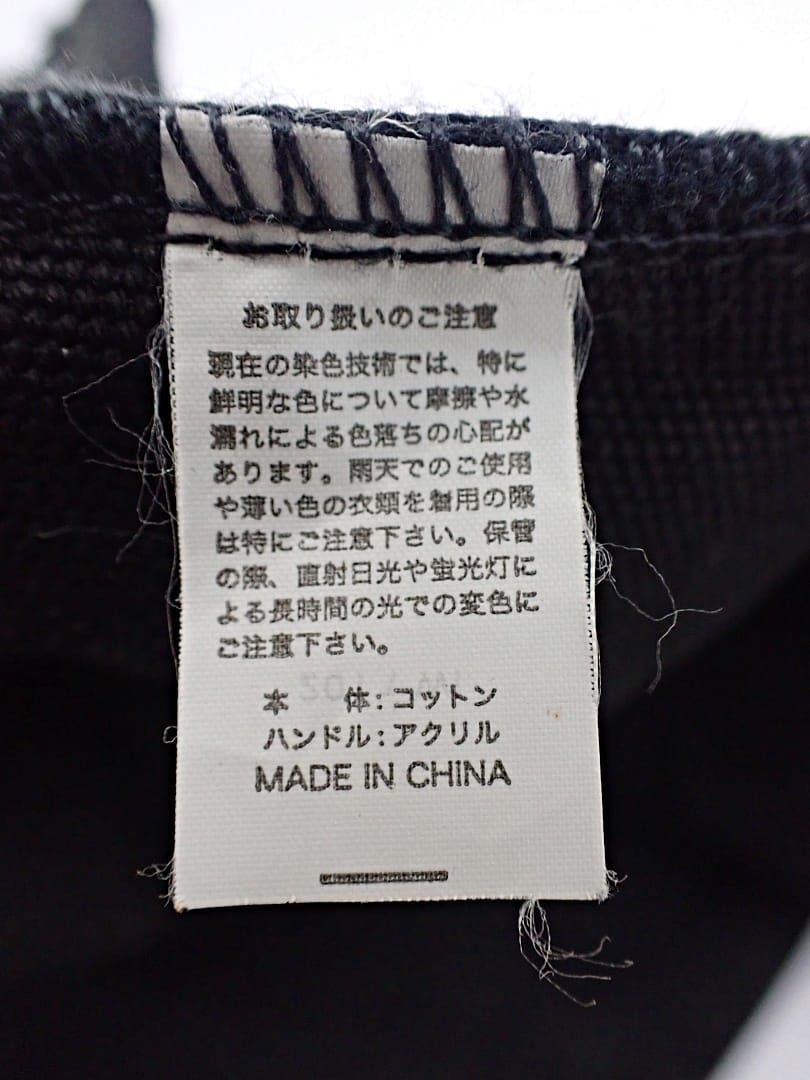 お取り扱いのご注意
現在の染色技術では、特に
鮮明な色について摩擦や水
濡れによる色落ちの心配が
あります。雨天でのご使用
や薄い色の衣類を着用の際
は特にご注意下さい。保管
の際、直射日光や蛍光灯に
よる長時間の光での変色に
ご注意下さい。
本　体:コットン
ハンドル:アクリル
MADE IN CHINA